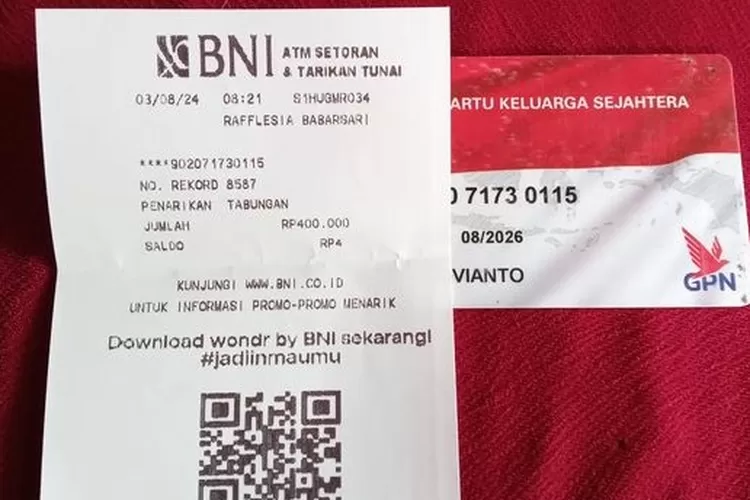 BNI ATM SETORAN
& TARIKAN TUNAI
03/08/24 08:21 S1HUGMR034
RAFFLESIA BABARSARI
****902071730115
NO. REKORD 8587
PENARIKAN TABUNGAN
JUMLAH RP400.000
SALDO RP4
KUNJUNGI WWW.BNI.CO.ID
UNTUK INFORMASI PROMO-PROMO MENARIK
Download wondr by BNI sekarang!
#jadiinmaumu
ARTU KELUARGA SEJAHTERA
0 7173 0115
08/2026
VIANTO
GPN